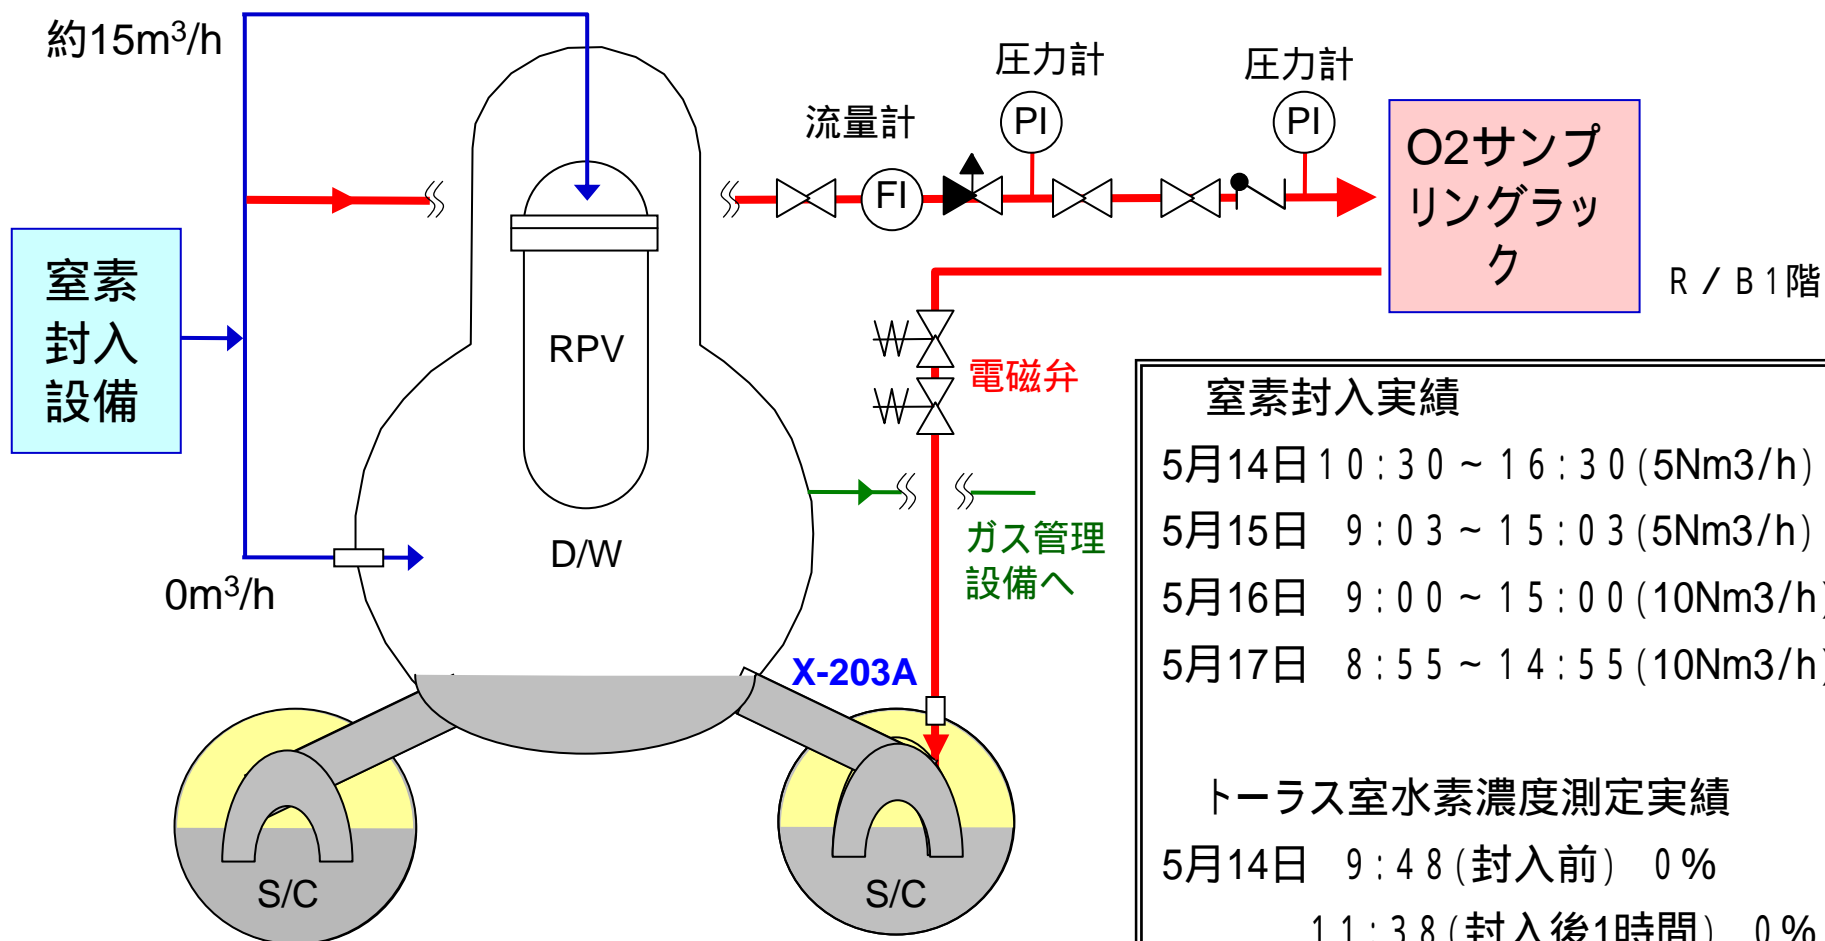 約15m³/h
圧力計
圧力計
流量計
PI
PI
FI
O2サンプ
リングラッ
ク
R/B1階
窒素
封入
設備
RPV
電磁弁
D/W
0m³/h
ガス管理
設備へ
X-203A
S/C
S/C
窒素封入実績
5月14日 10:30~16:30(5Nm3/h)
5月15日 9:03~15:03(5Nm3/h)
5月16日 9:00~15:00(10Nm3/h)
5月17日 8:55~14:55(10Nm3/h)
トーラス室水素濃度測定実績
5月14日 9:48(封入前) 0%
11:38(封入後1時間) 0%